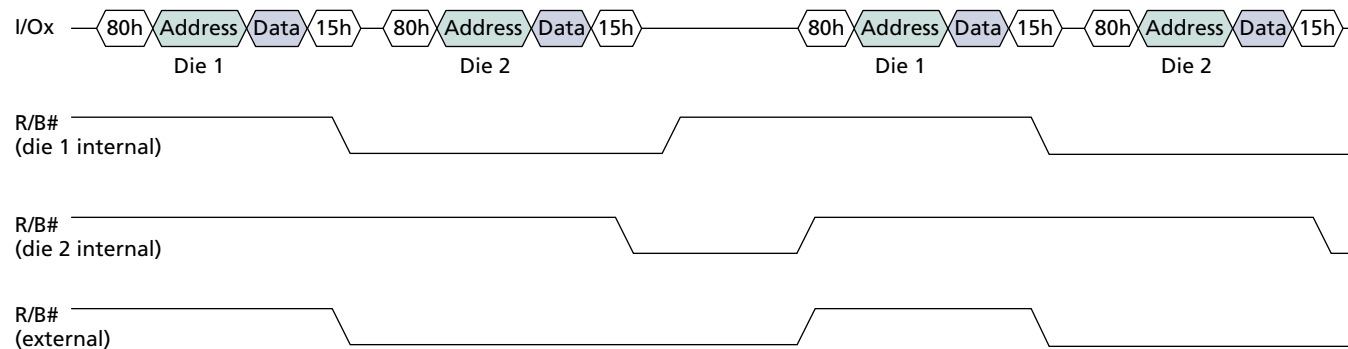 I/Ox 80h Address Data 15h 80h Address Data 15h 80h Address Data 15h 80h Address Data 15h
Die 1 Die 2 Die 1 Die 2
R/B#
(die 1 internal)
R/B#
(die 2 internal)
R/B#
(external)